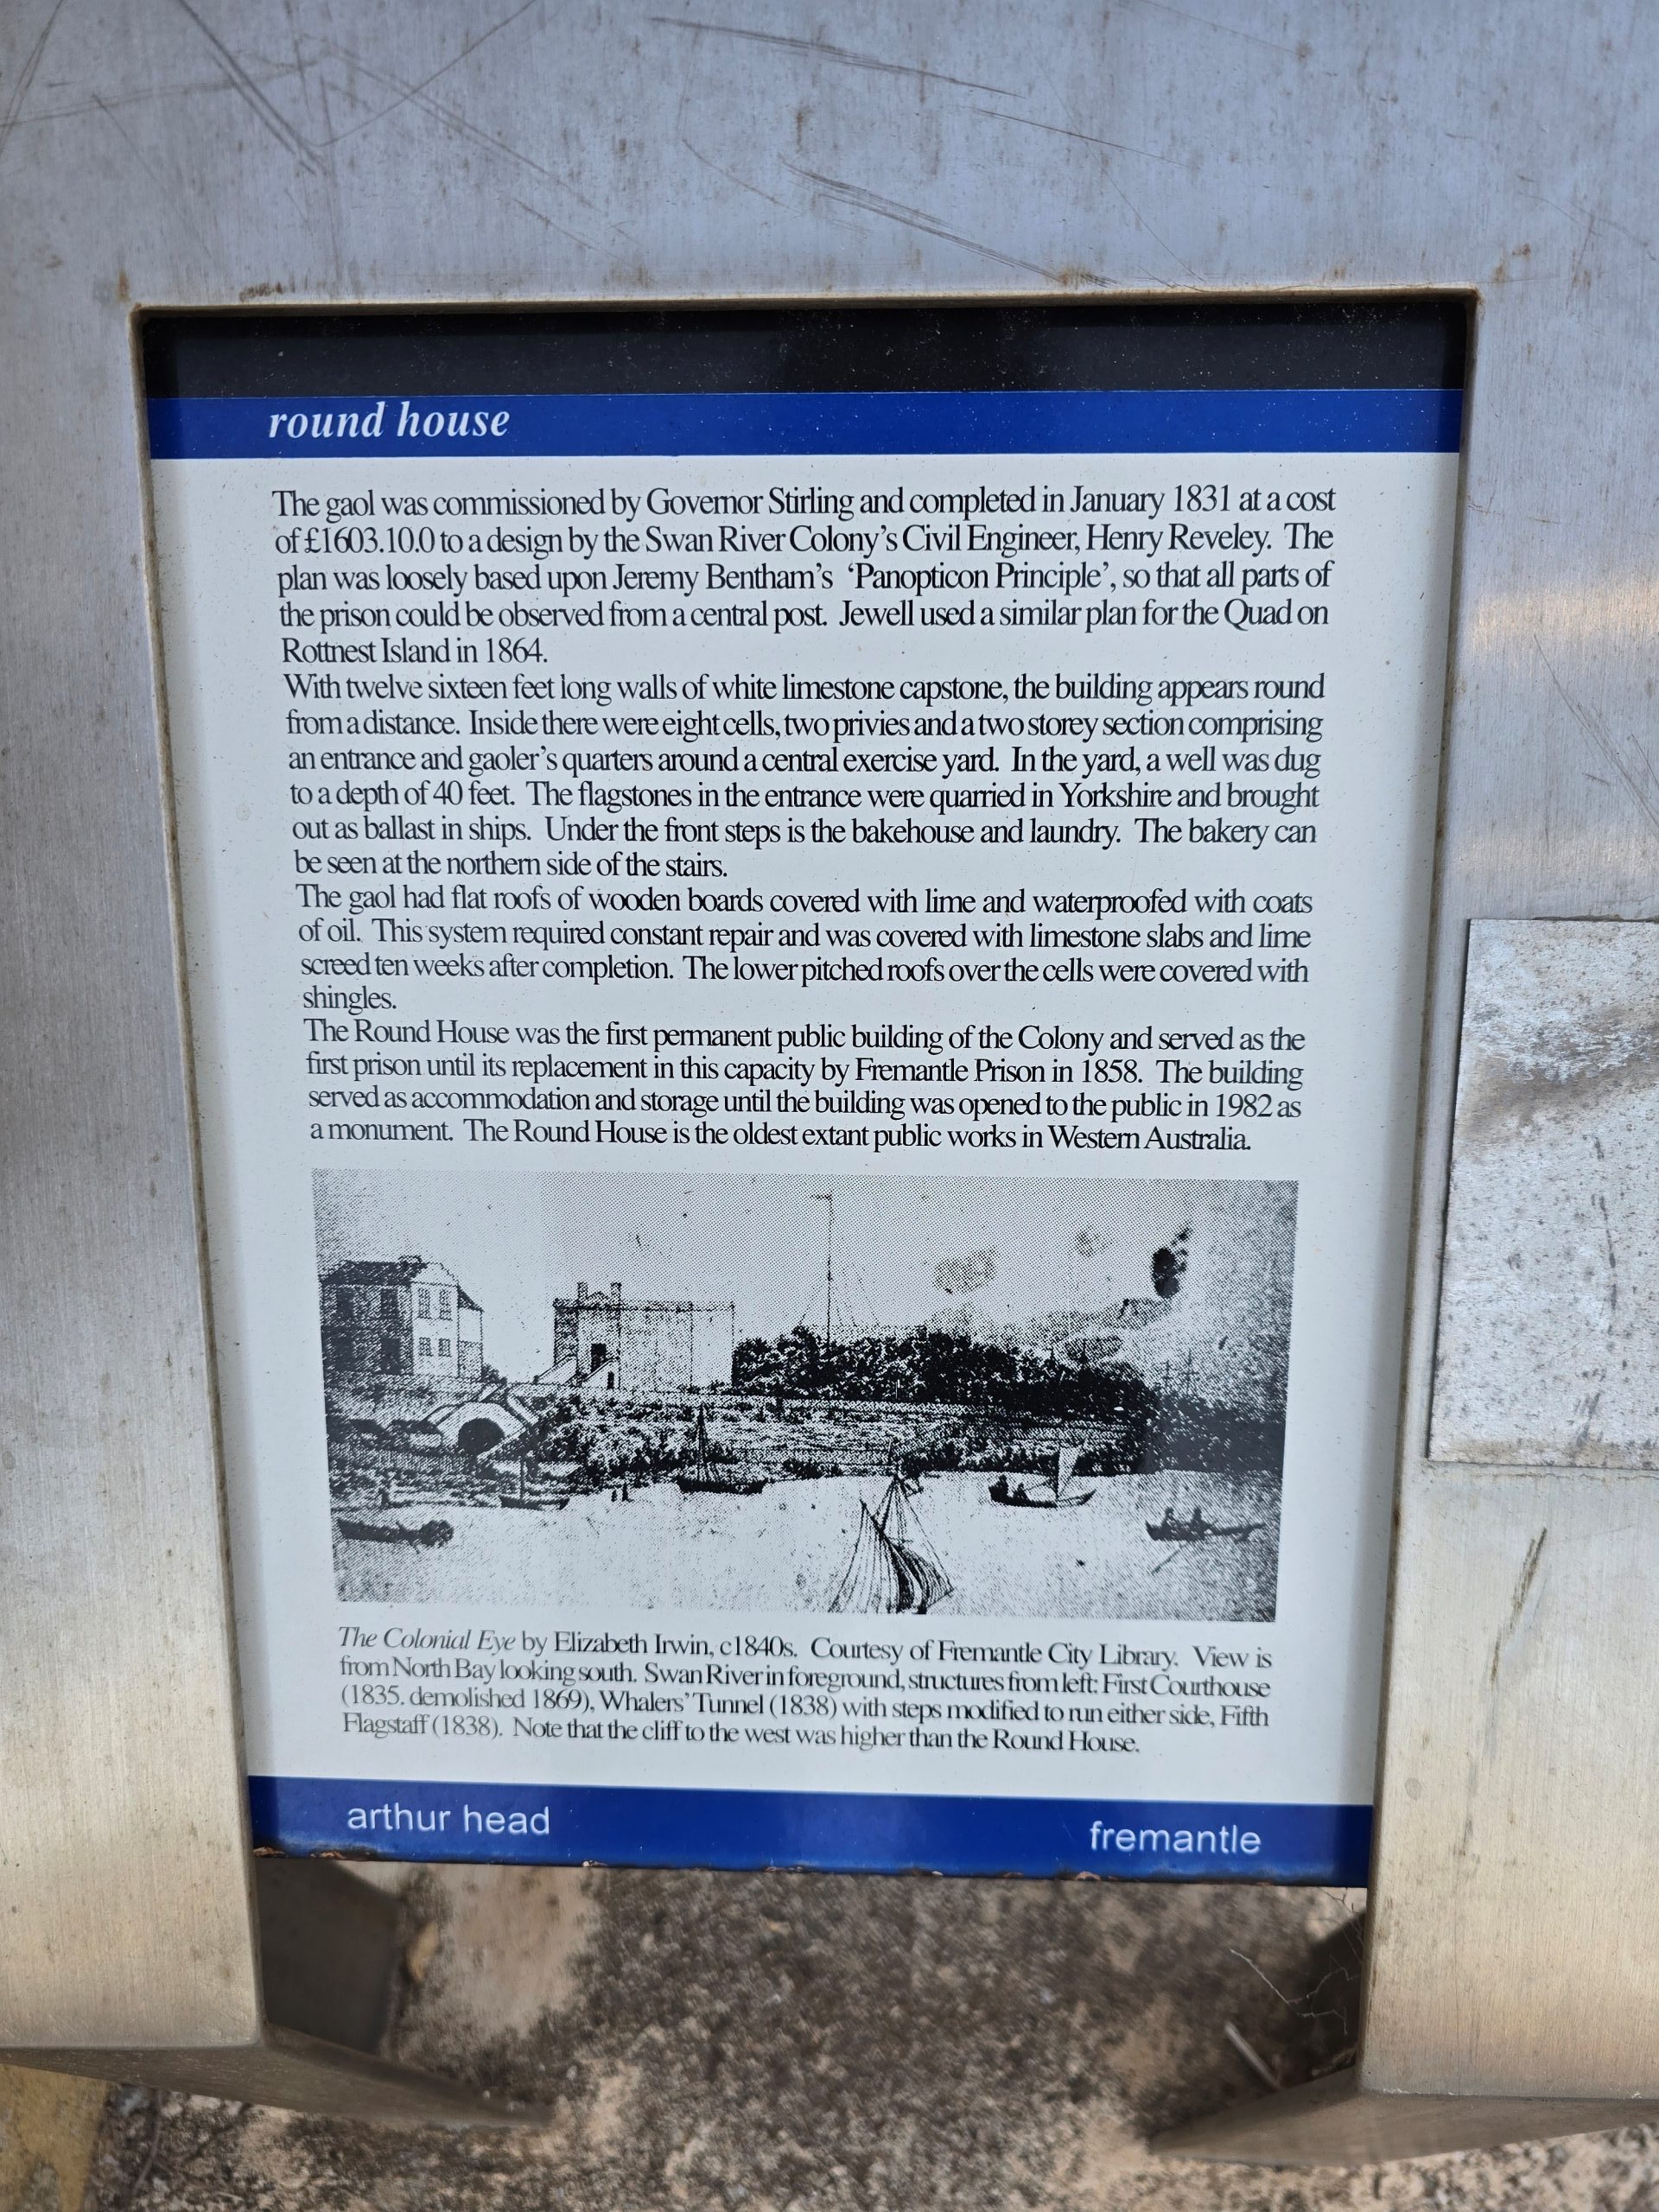 round house
The gaol was commissioned by Governor Stirling and completed in January 1831 at a cost
of £1603.10.0 to a design by the Swan River Colony's Civil Engineer, Henry Reveley. The
plan was loosely based upon Jeremy Bentham's 'Panopticon Principle', so that all parts of
the prison could be observed from a central post. Jewell used a similar plan for the Quad on
Rottnest Island in 1864.
With twelve sixteen feet long walls of white limestone capstone, the building appears round
from a distance. Inside there were eight cells, two privies and a two storey section comprising
an entrance and gaoler's quarters around a central exercise yard. In the yard, a well was dug
to a depth of 40 feet. The flagstones in the entrance were quarried in Yorkshire and brought
out as ballast in ships. Under the front steps is the bakehouse and laundry. The bakery can
be seen at the northern side of the stairs.
The gaol had flat roofs of wooden boards covered with lime and waterproofed with coats
of oil. This system required constant repair and was covered with limestone slabs and lime
screed ten weeks after completion. The lower pitched roofs over the cells were covered with
shingles.
The Round House was the first permanent public building of the Colony and served as the
first prison until its replacement in this capacity by Fremantle Prison in 1858. The building
served as accommodation and storage until the building was opened to the public in 1982 as
a monument. The Round House is the oldest extant public works in Western Australia.
The Colonial Eye by Elizabeth Irwin, c1840s. Courtesy of Fremantle City Library. View is
from North Bay looking south. Swan River in foreground, structures from left: First Courthouse
(1835. demolished 1869), Whalers' Tunnel (1838) with steps modified to run either side, Fifth
Flagstaff (1838). Note that the cliff to the west was higher than the Round House.
arthur head
fremantle